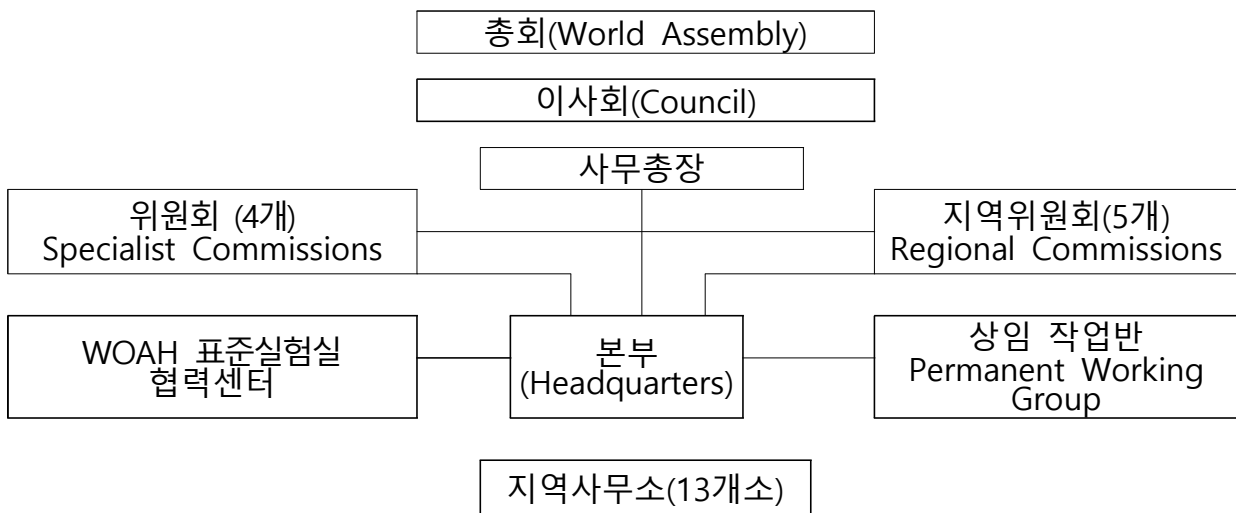 총회(World Assembly)
이사회(Council)
사무총장
위원회 (4개)
Specialist Commissions
지역위원회(5개)
Regional Commissions
WOAH 표준실험실
협력센터
본부
(Headquarters)
상임 작업반
Permanent Working
Group
지역사무소(13개소)